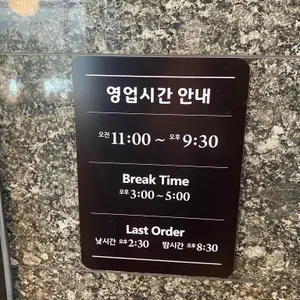 영업시간 안내
오전 11:00 ~ 오후 9:30
Break Time
오후 3:00 ~ 5:00
Last Order
낮시간 오후 2:30 밤시간 오후 8:30